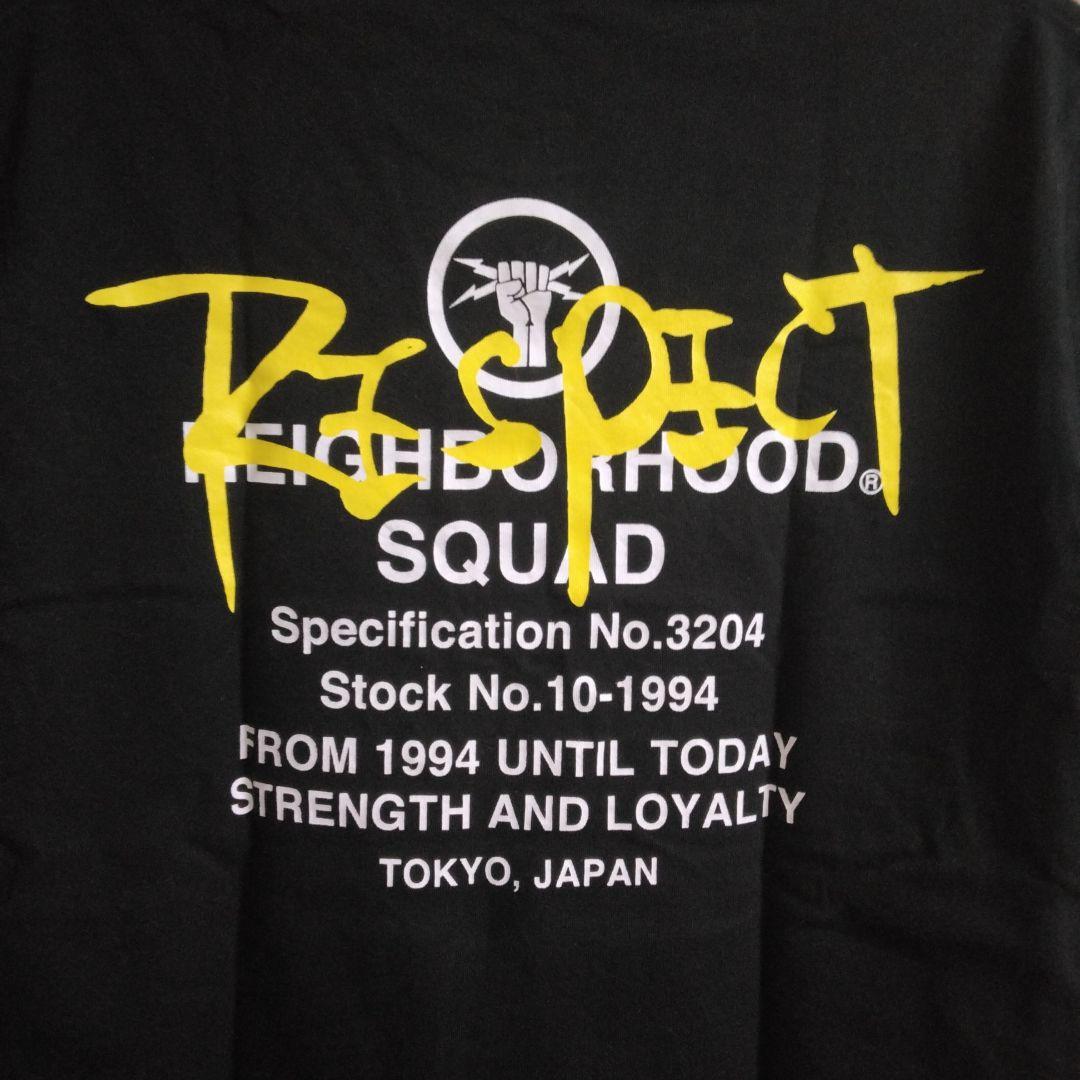 RESPECT
NEIGHBORHOOD®
SQUAD
Specification No.3204
Stock No.10-1994
FROM 1994 UNTIL TODAY
STRENGTH AND LOYALTY
TOKYO, JAPAN